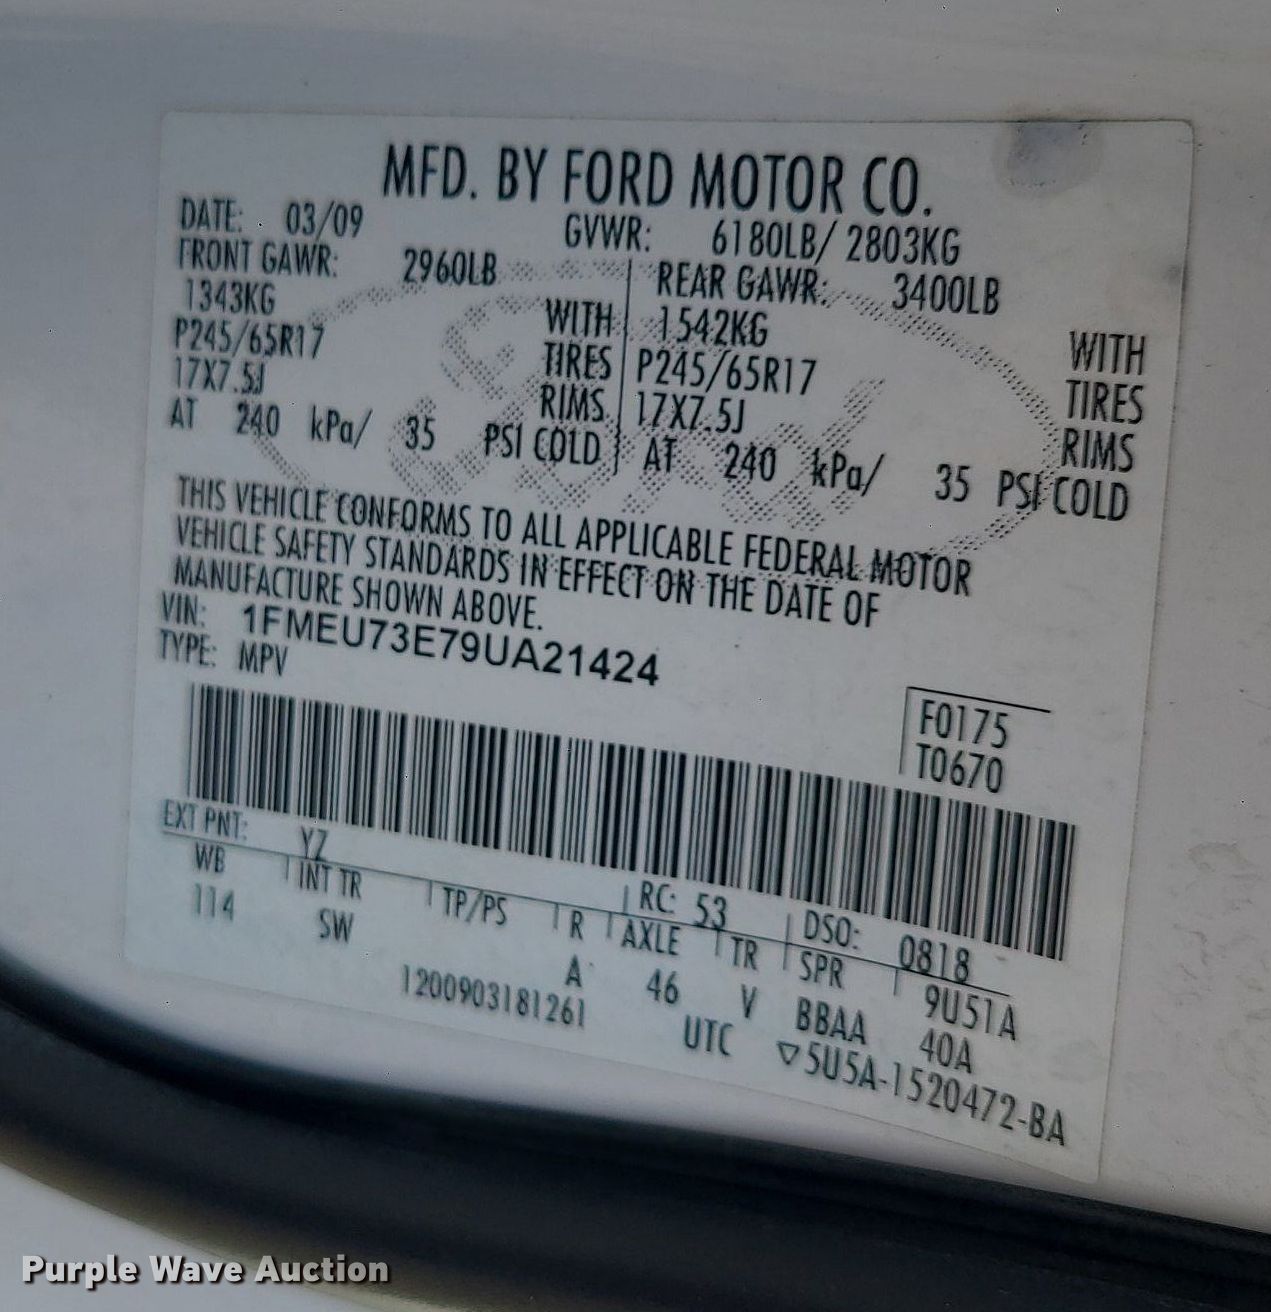 MFD. BY FORD MOTOR CO.
DATE: 03/09 GVWR: 6180LB/ 2803KG
FRONT GAWR: 2960LB REAR GAWR: 3400LB
1343KG WITH 1542KG WITH
P245/65R17 TIRES P245/65R17 TIRES
17X7.5J RIMS 17X7.5J RIMS
AT 240 kPa/ 35 PSI COLD AT 240 kPa/ 35 PSI COLD
THIS VEHICLE CONFORMS TO ALL APPLICABLE FEDERAL MOTOR
VEHICLE SAFETY STANDARDS IN EFFECT ON THE DATE OF
MANUFACTURE SHOWN ABOVE.
VIN: 1FMEU73E79UA21424
TYPE: MPV
F0175
T0670
EXT PNT: YZ RC: 53 DSO: 0818
WB INT TR TP/PS R AXLE TR SPR 9U51A
114 SW A 46 V BBAA 40A
1200903181261 UTC ▽5U5A-1520472-BA
Ford
Purple Wave Auction